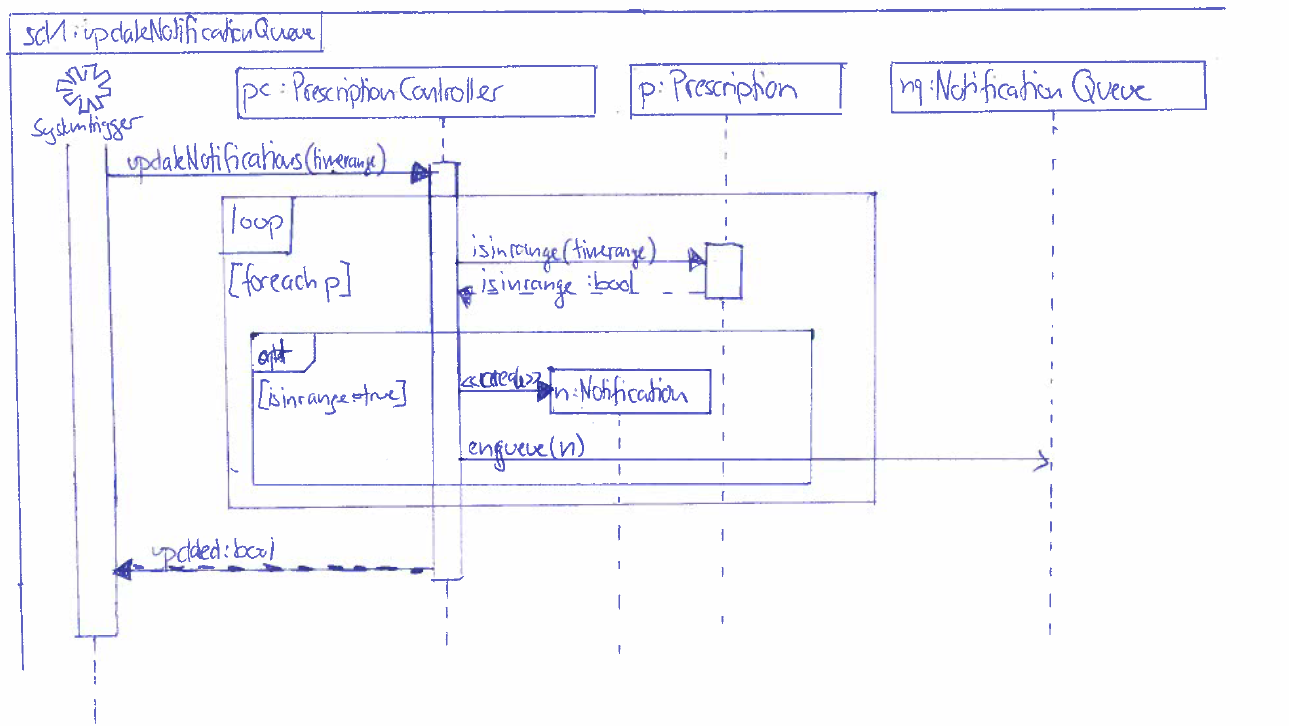 sd1:updateNotificationQueue
Systemtrigger
pc:PrescriptionController
p:Prescription
nq:NotificationQueue
updateNotifications(timerange)
loop
[foreach p]
isinrange(timerange)
isinrange:bool
opt
[isinrange=true]
<<create>>
n:Notification
enqueue(n)
updated:bool